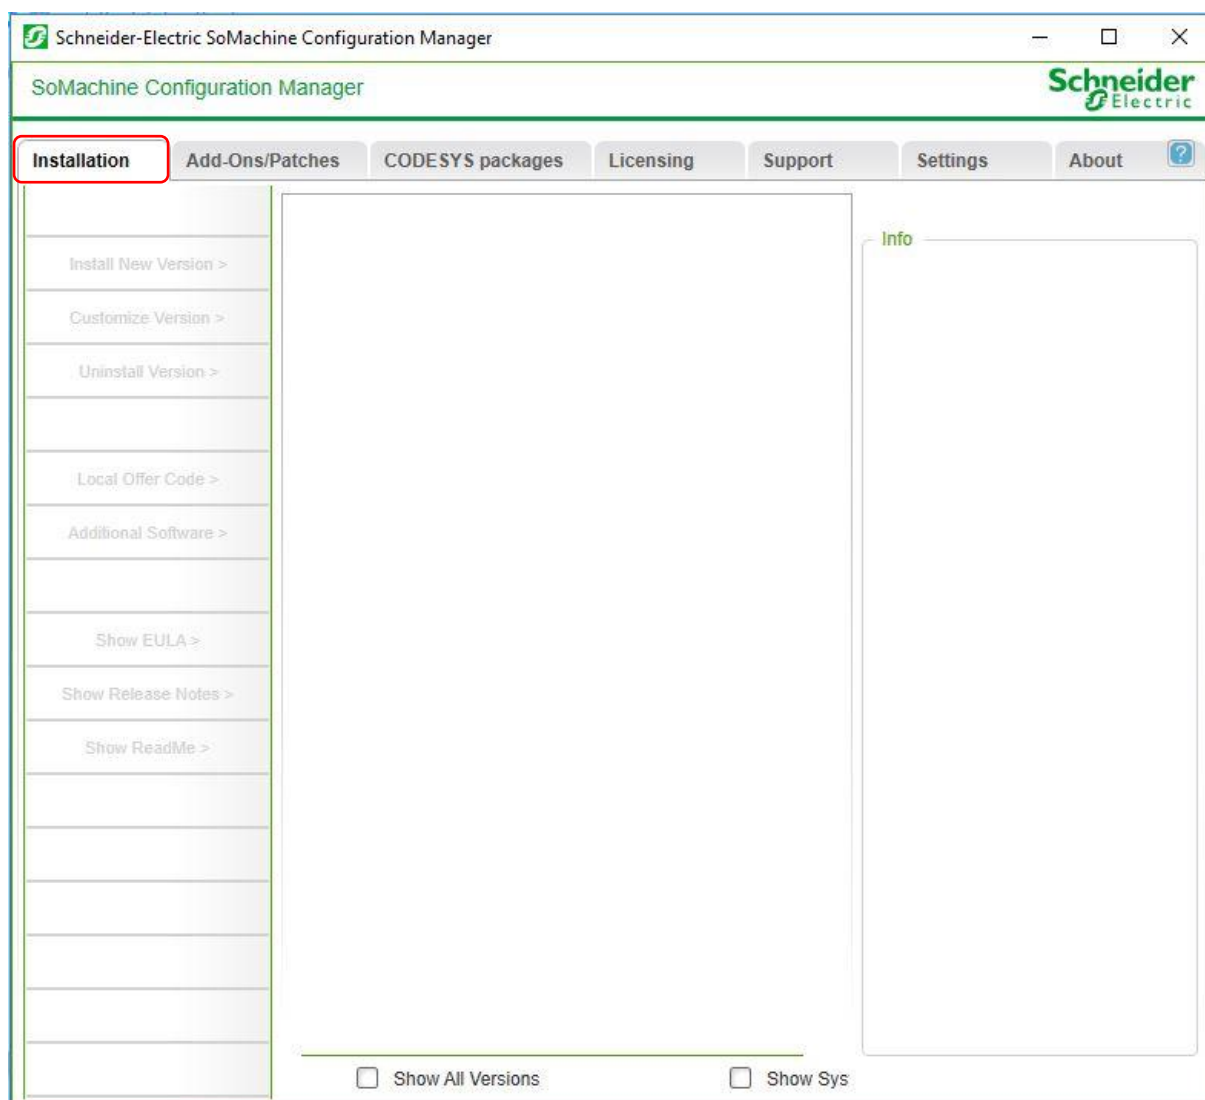 Schneider-Electric SoMachine Configuration Manager
SoMachine Configuration Manager
Schneider
Electric
Installation Add-Ons/Patches CODESYS packages Licensing Support Settings About ?
Info
Install New Version >
Customize Version >
Uninstall Version >
Local Offer Code >
Additional Software >
Show EULA >
Show Release Notes >
Show ReadMe >
Show All Versions Show Sys